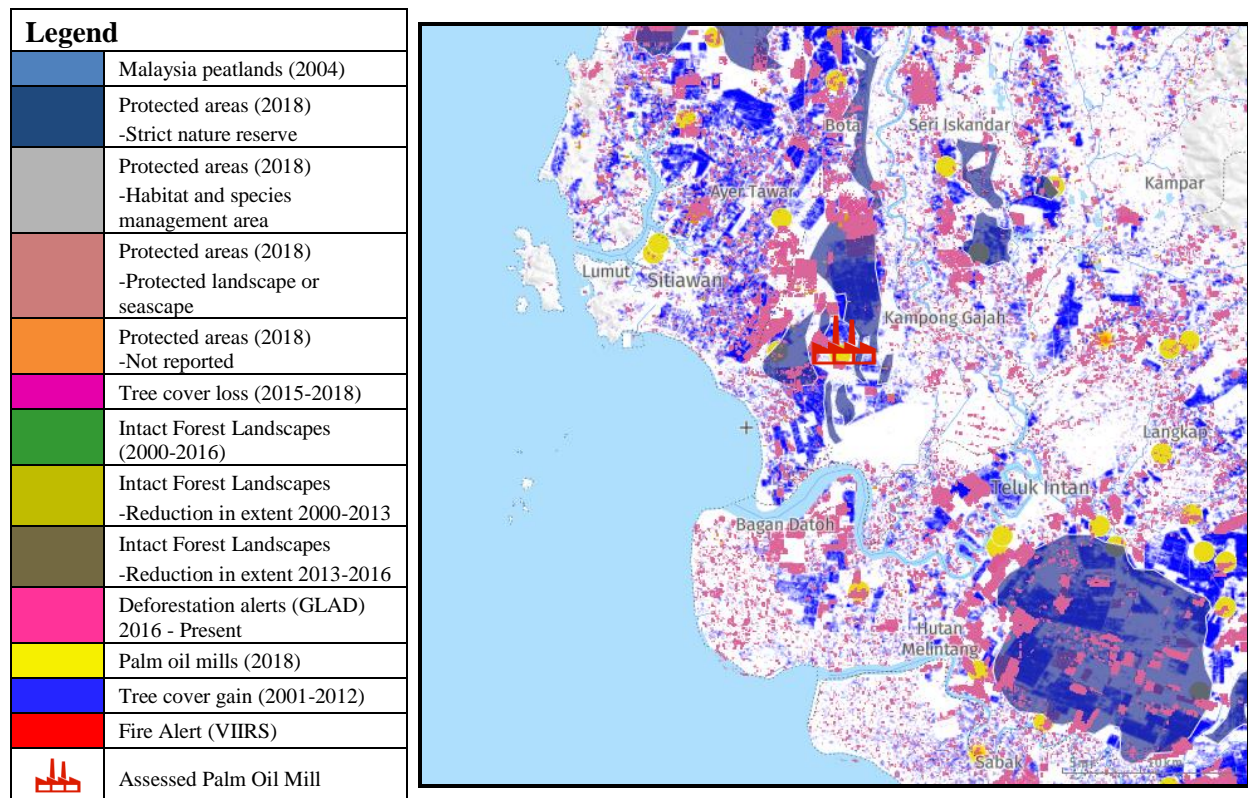 Legend
Malaysia peatlands (2004)
Protected areas (2018)
-Strict nature reserve
Protected areas (2018)
-Habitat and species
management area
Protected areas (2018)
-Protected landscape or
seascape
Protected areas (2018)
-Not reported
Tree cover loss (2015-2018)
Intact Forest Landscapes
(2000-2016)
Intact Forest Landscapes
-Reduction in extent 2000-2013
Intact Forest Landscapes
-Reduction in extent 2013-2016
Deforestation alerts (GLAD)
2016 - Present
Palm oil mills (2018)
Tree cover gain (2001-2012)
Fire Alert (VIIRS)
Assessed Palm Oil Mill
Bota
Seri Iskandar
Kampar
Ayer Tawar
Lumut
Sitiawan
Kampong Gajah
Langkap
Teluk Intan
Bagan Datoh
Hutan
Melintang
Sabak